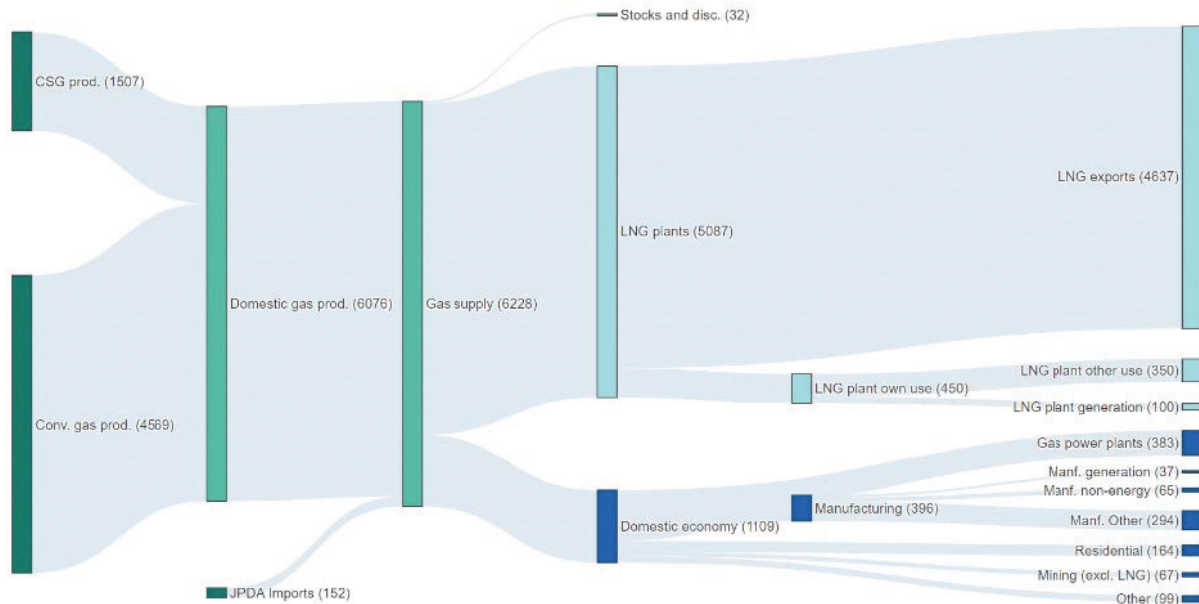 Stocks and disc. (32)
CSG prod. (1507)
LNG exports (4637)
LNG plants (5087)
Domestic gas prod. (6076)
Gas supply (6228)
LNG plant other use (350)
LNG plant own use (450)
LNG plant generation (100)
Conv. gas prod. (4569)
Gas power plants (383)
Manf. generation (37)
Manf. non-energy (65)
Manufacturing (396)
Manf. Other (294)
Domestic economy (1109)
Residential (164)
Mining (excl. LNG) (67)
JPDA Imports (152)
Other (99)